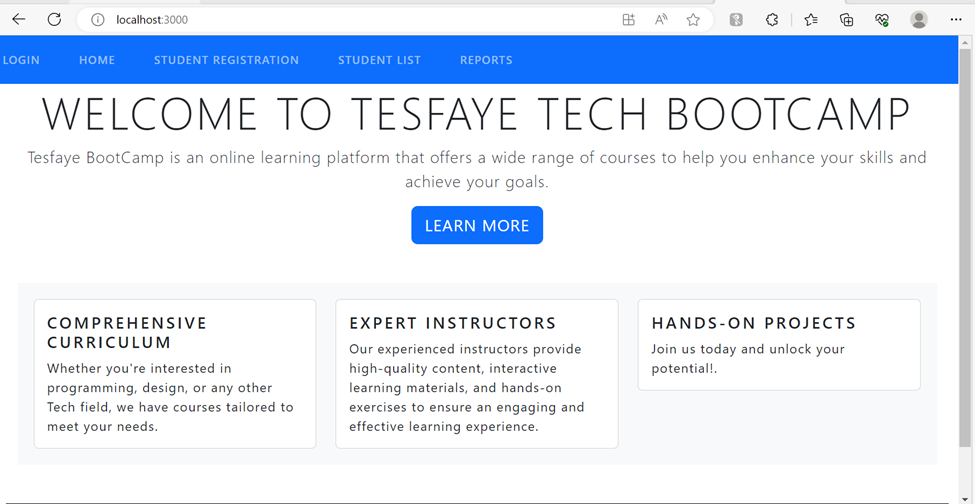 localhost:3000
LOGIN HOME STUDENT REGISTRATION STUDENT LIST REPORTS
WELCOME TO TESFAYE TECH BOOTCAMP
Tesfaye BootCamp is an online learning platform that offers a wide range of courses to help you enhance your skills and
achieve your goals.
LEARN MORE
COMPREHENSIVE
CURRICULUM
Whether you're interested in
programming, design, or any other
Tech field, we have courses tailored to
meet your needs.
EXPERT INSTRUCTORS
Our experienced instructors provide
high-quality content, interactive
learning materials, and hands-on
exercises to ensure an engaging and
effective learning experience.
HANDS-ON PROJECTS
Join us today and unlock your
potential!.